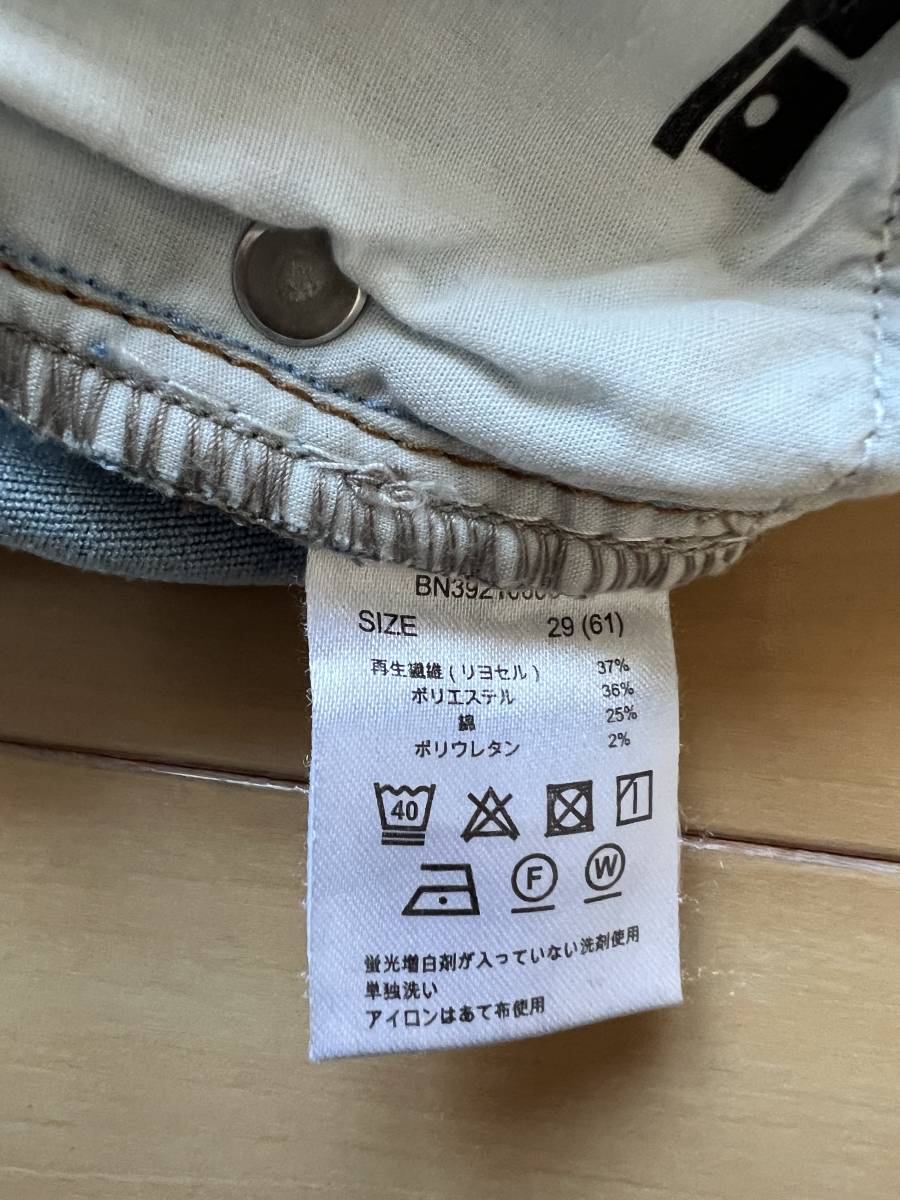 SIZE 29 (61)
再生繊維 (リヨセル) 37%
ポリエステル 36%
綿 25%
ポリウレタン 2%
40
F W
蛍光増白剤が入っていない洗剤使用
単独洗い
アイロンはあて布使用